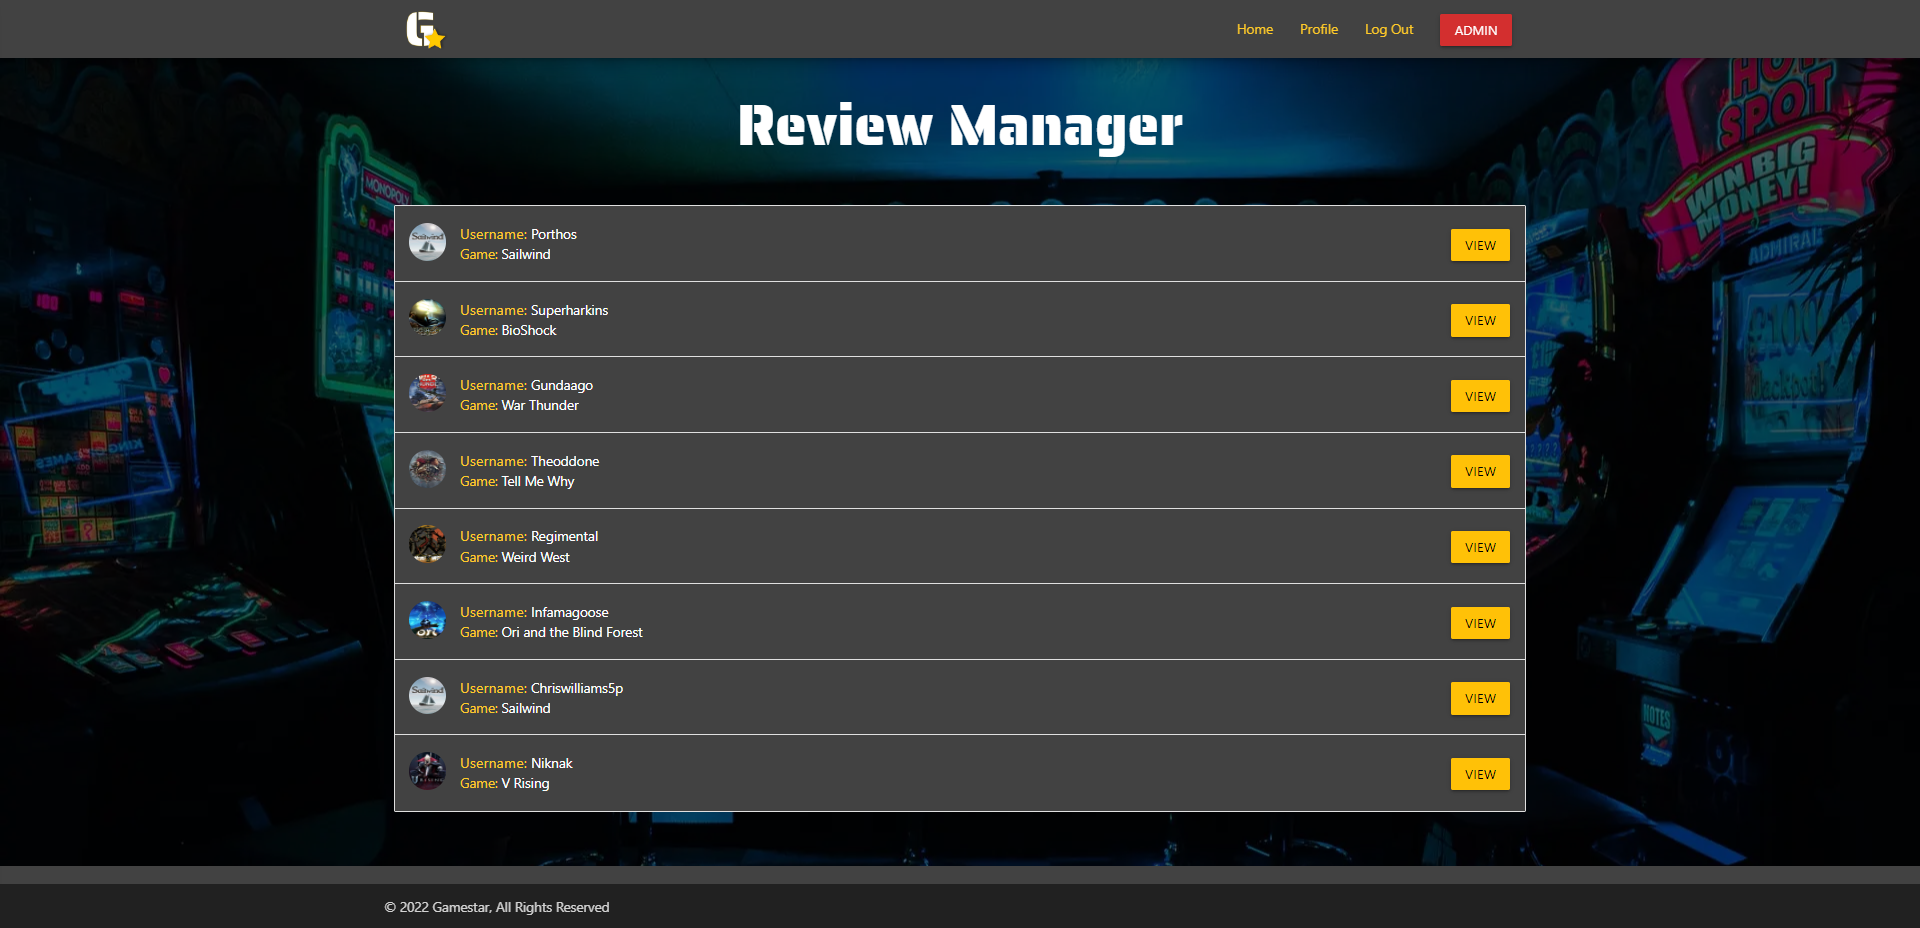 G
Home Profile Log Out ADMIN
HOT
SPOT
WIN BIG
MONEY!
MONOPOLY
ADMIRAL
Review Manager
Sailwind
Username: Porthos
Game: Sailwind
VIEW
Username: Superharkins
Game: BioShock
VIEW
Username: Gundaago
Game: War Thunder
VIEW
Username: Theoddone
Game: Tell Me Why
VIEW
Username: Regimental
Game: Weird West
VIEW
Username: Infamagoose
Game: Ori and the Blind Forest
VIEW
Sailwind
Username: Chriswilliams5p
Game: Sailwind
VIEW
NOTES
Username: Niknak
Game: V Rising
VIEW
© 2022 Gamestar, All Rights Reserved